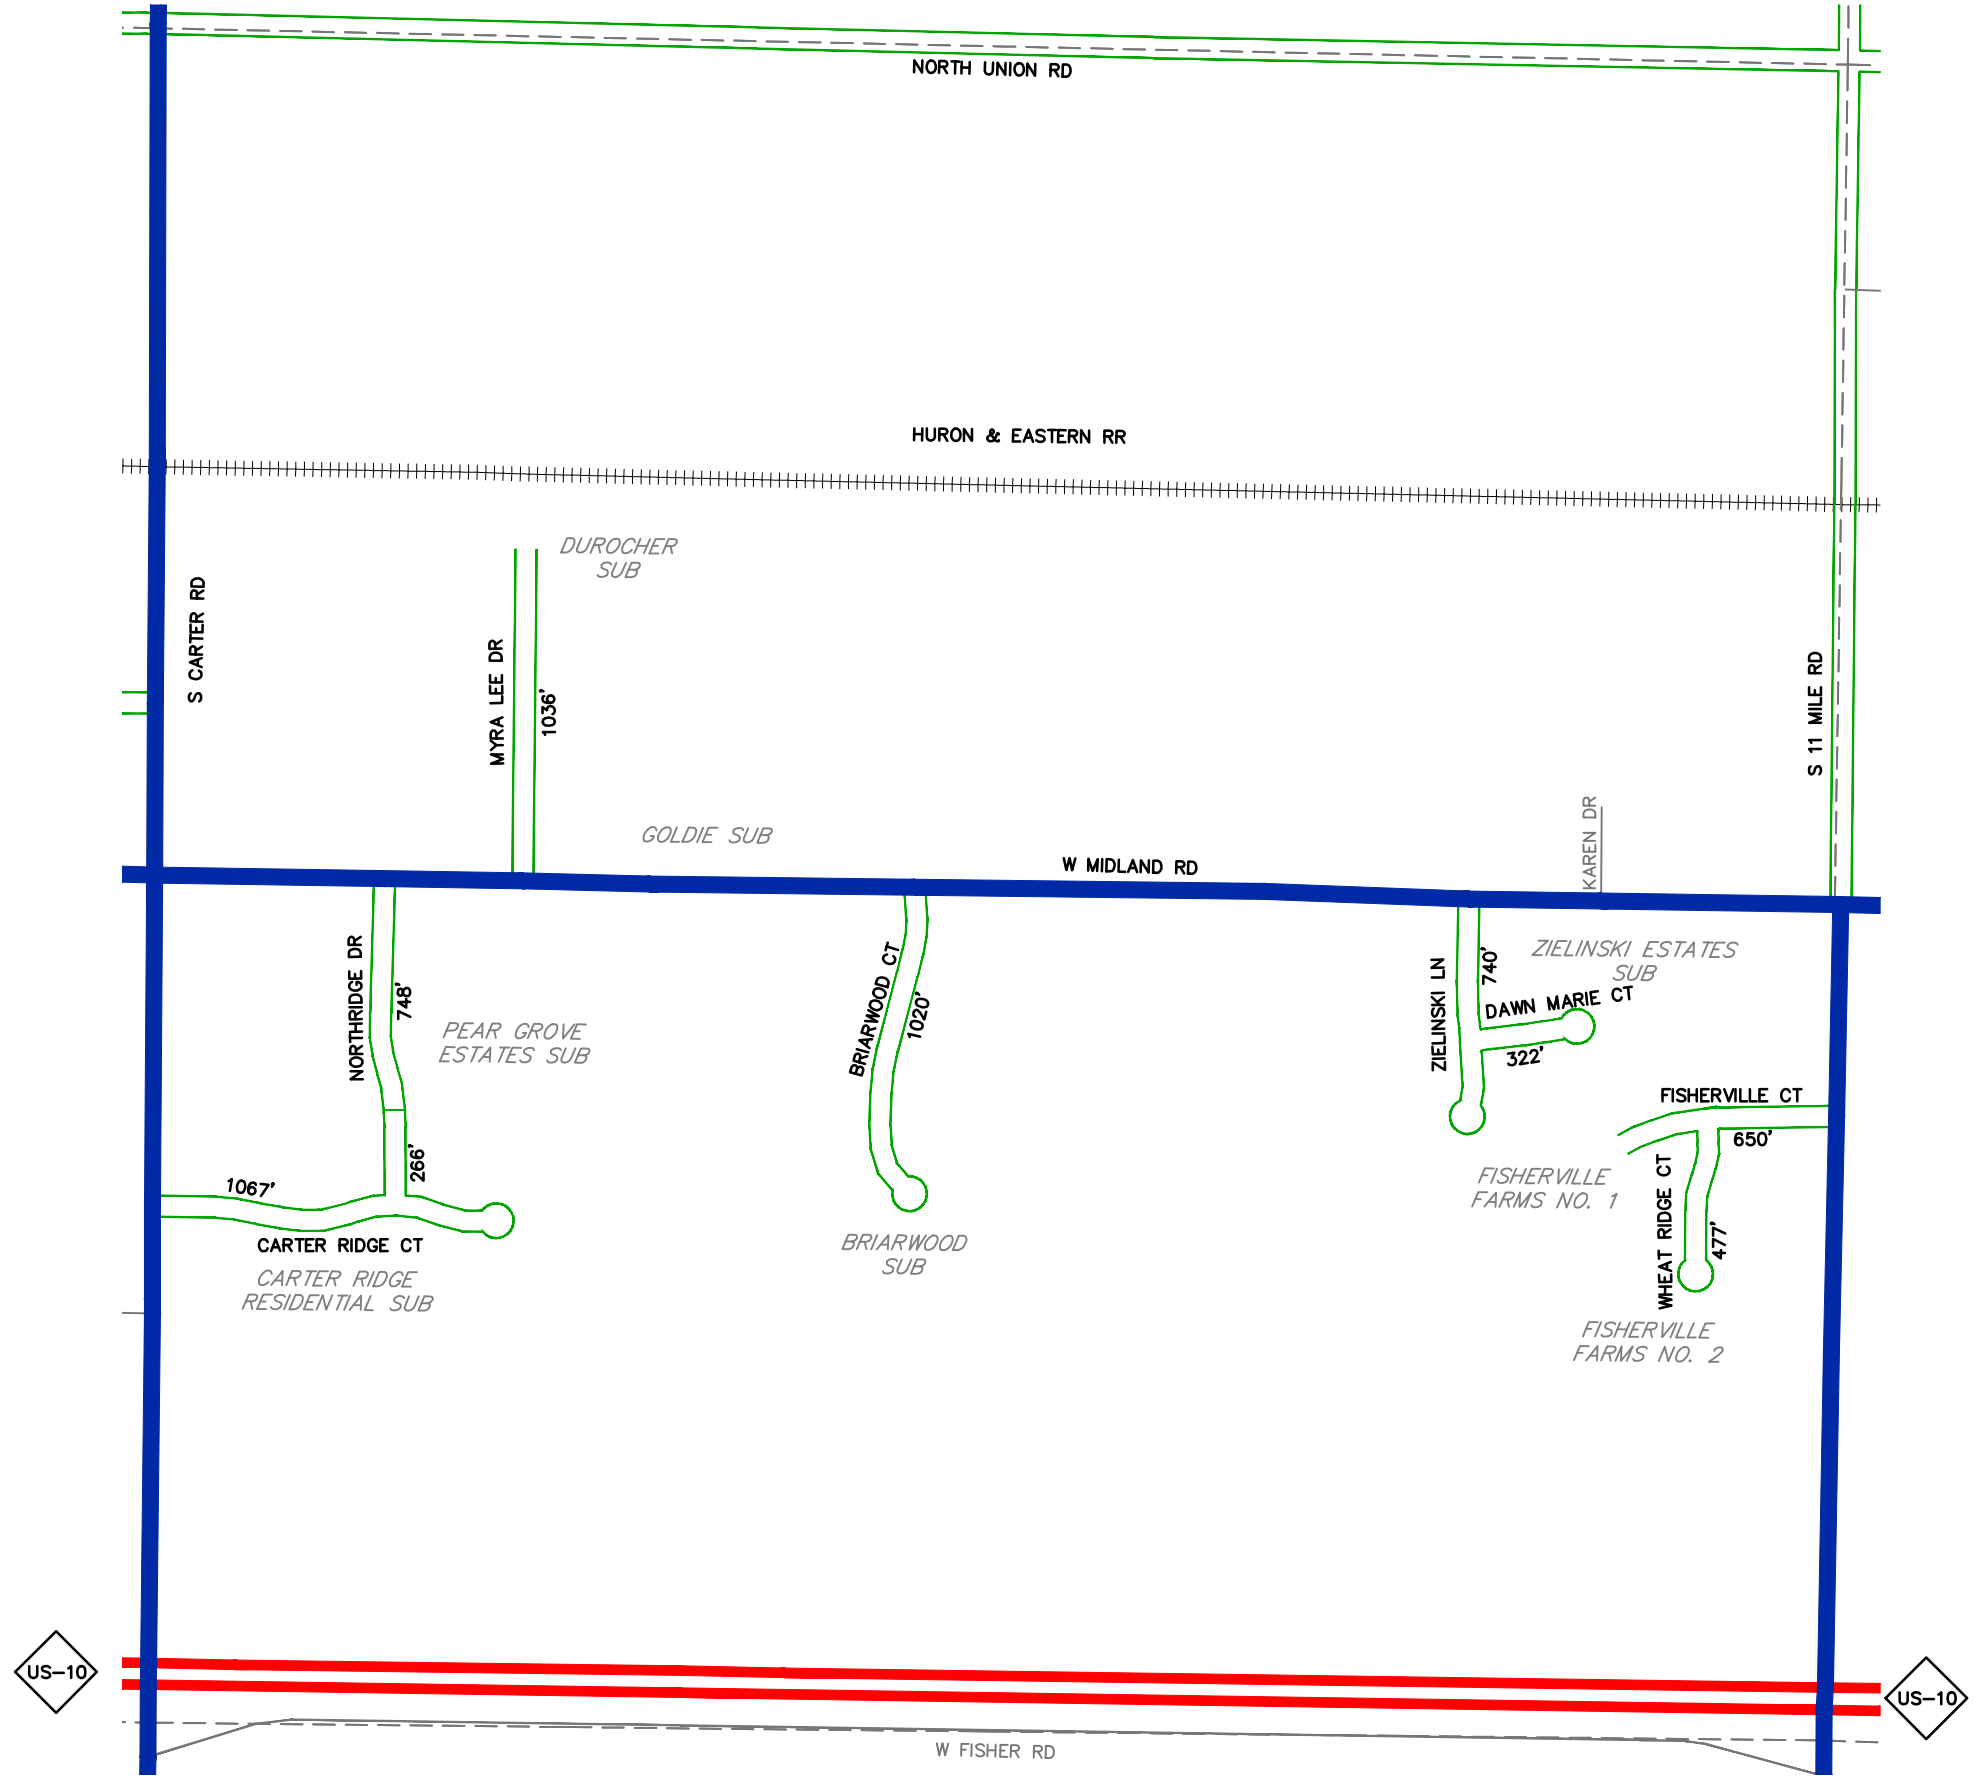 NORTH UNION RD
HURON & EASTERN RR
DUROCHER
SUB
S CARTER RD
MYRA LEE DR
1036'
S 11 MILE RD
GOLDIE SUB
KAREN DR
W MIDLAND RD
NORTHRIDGE DR
748'
PEAR GROVE
ESTATES SUB
BRIARWOOD CT
1020'
ZIELINSKI LN
740'
ZIELINSKI ESTATES
SUB
DAWN MARIE CT
322'
FISHERVILLE CT
650'
266'
1067'
CARTER RIDGE CT
CARTER RIDGE
RESIDENTIAL SUB
BRIARWOOD
SUB
FISHERVILLE
FARMS NO. 1
WHEAT RIDGE CT
477'
FISHERVILLE
FARMS NO. 2
US-10
US-10
W FISHER RD